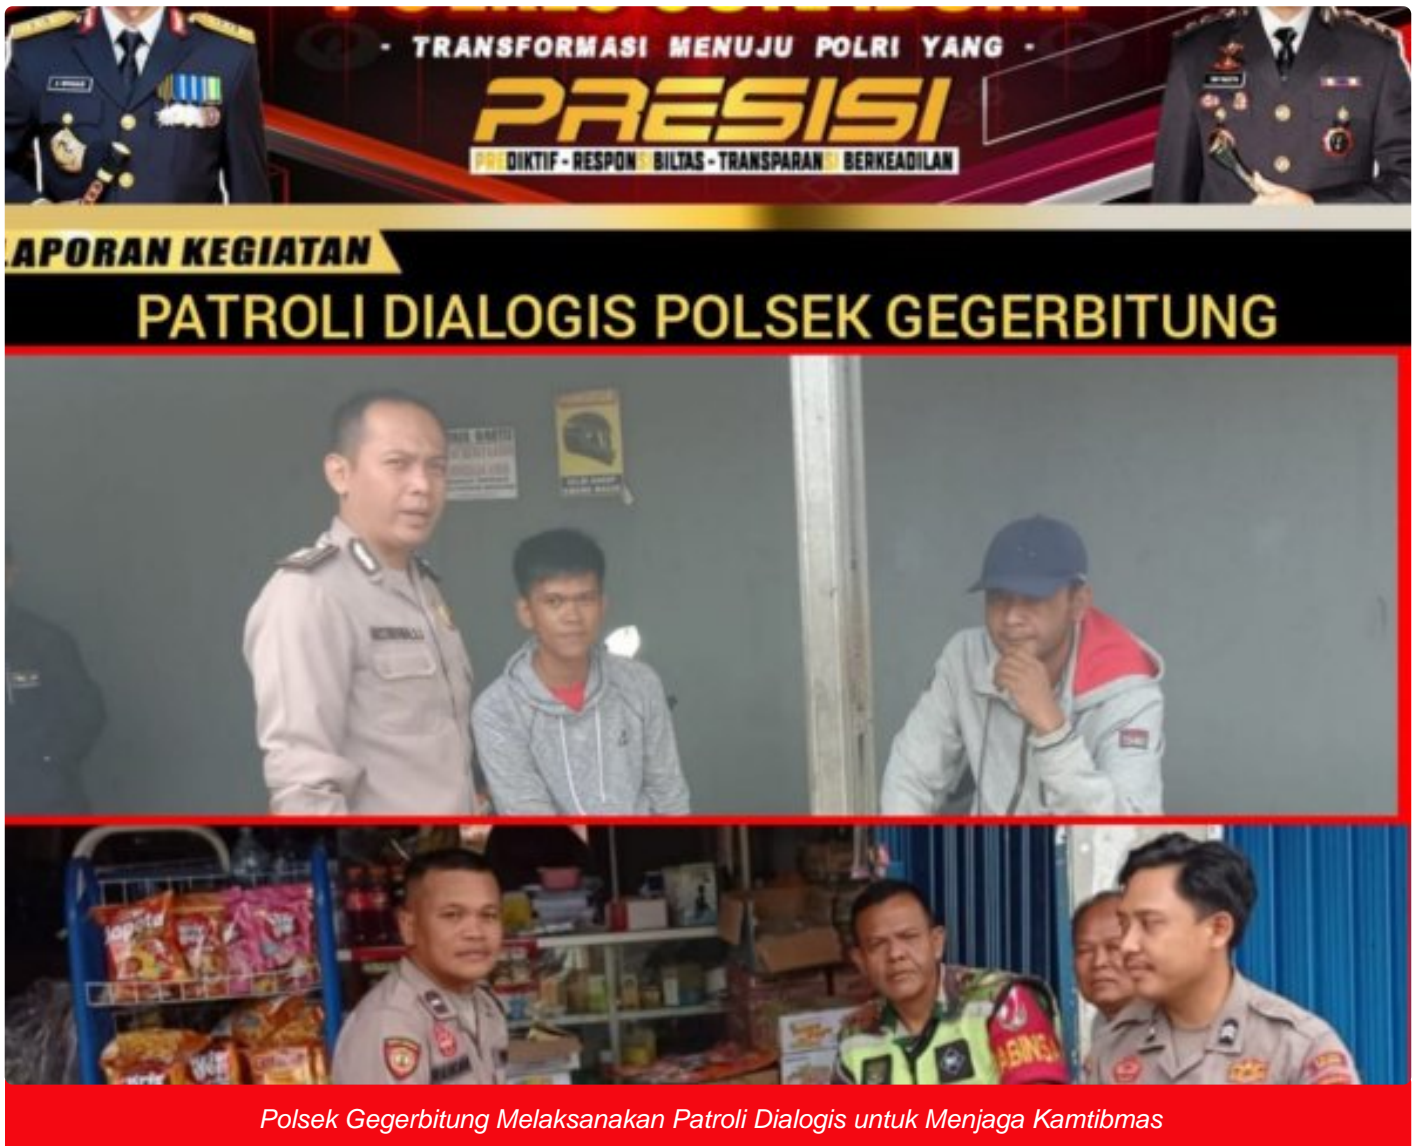 - TRANSFORMASI MENUJU POLRI YANG -
PRESISI
PREDIKTIF - RESPONSIBILTAS - TRANSPARANSI BERKEADILAN
LAPORAN KEGIATAN
PATROLI DIALOGIS POLSEK GEGERBITUNG
Polsek Gegerbitung Melaksanakan Patroli Dialogis untuk Menjaga Kamtibmas